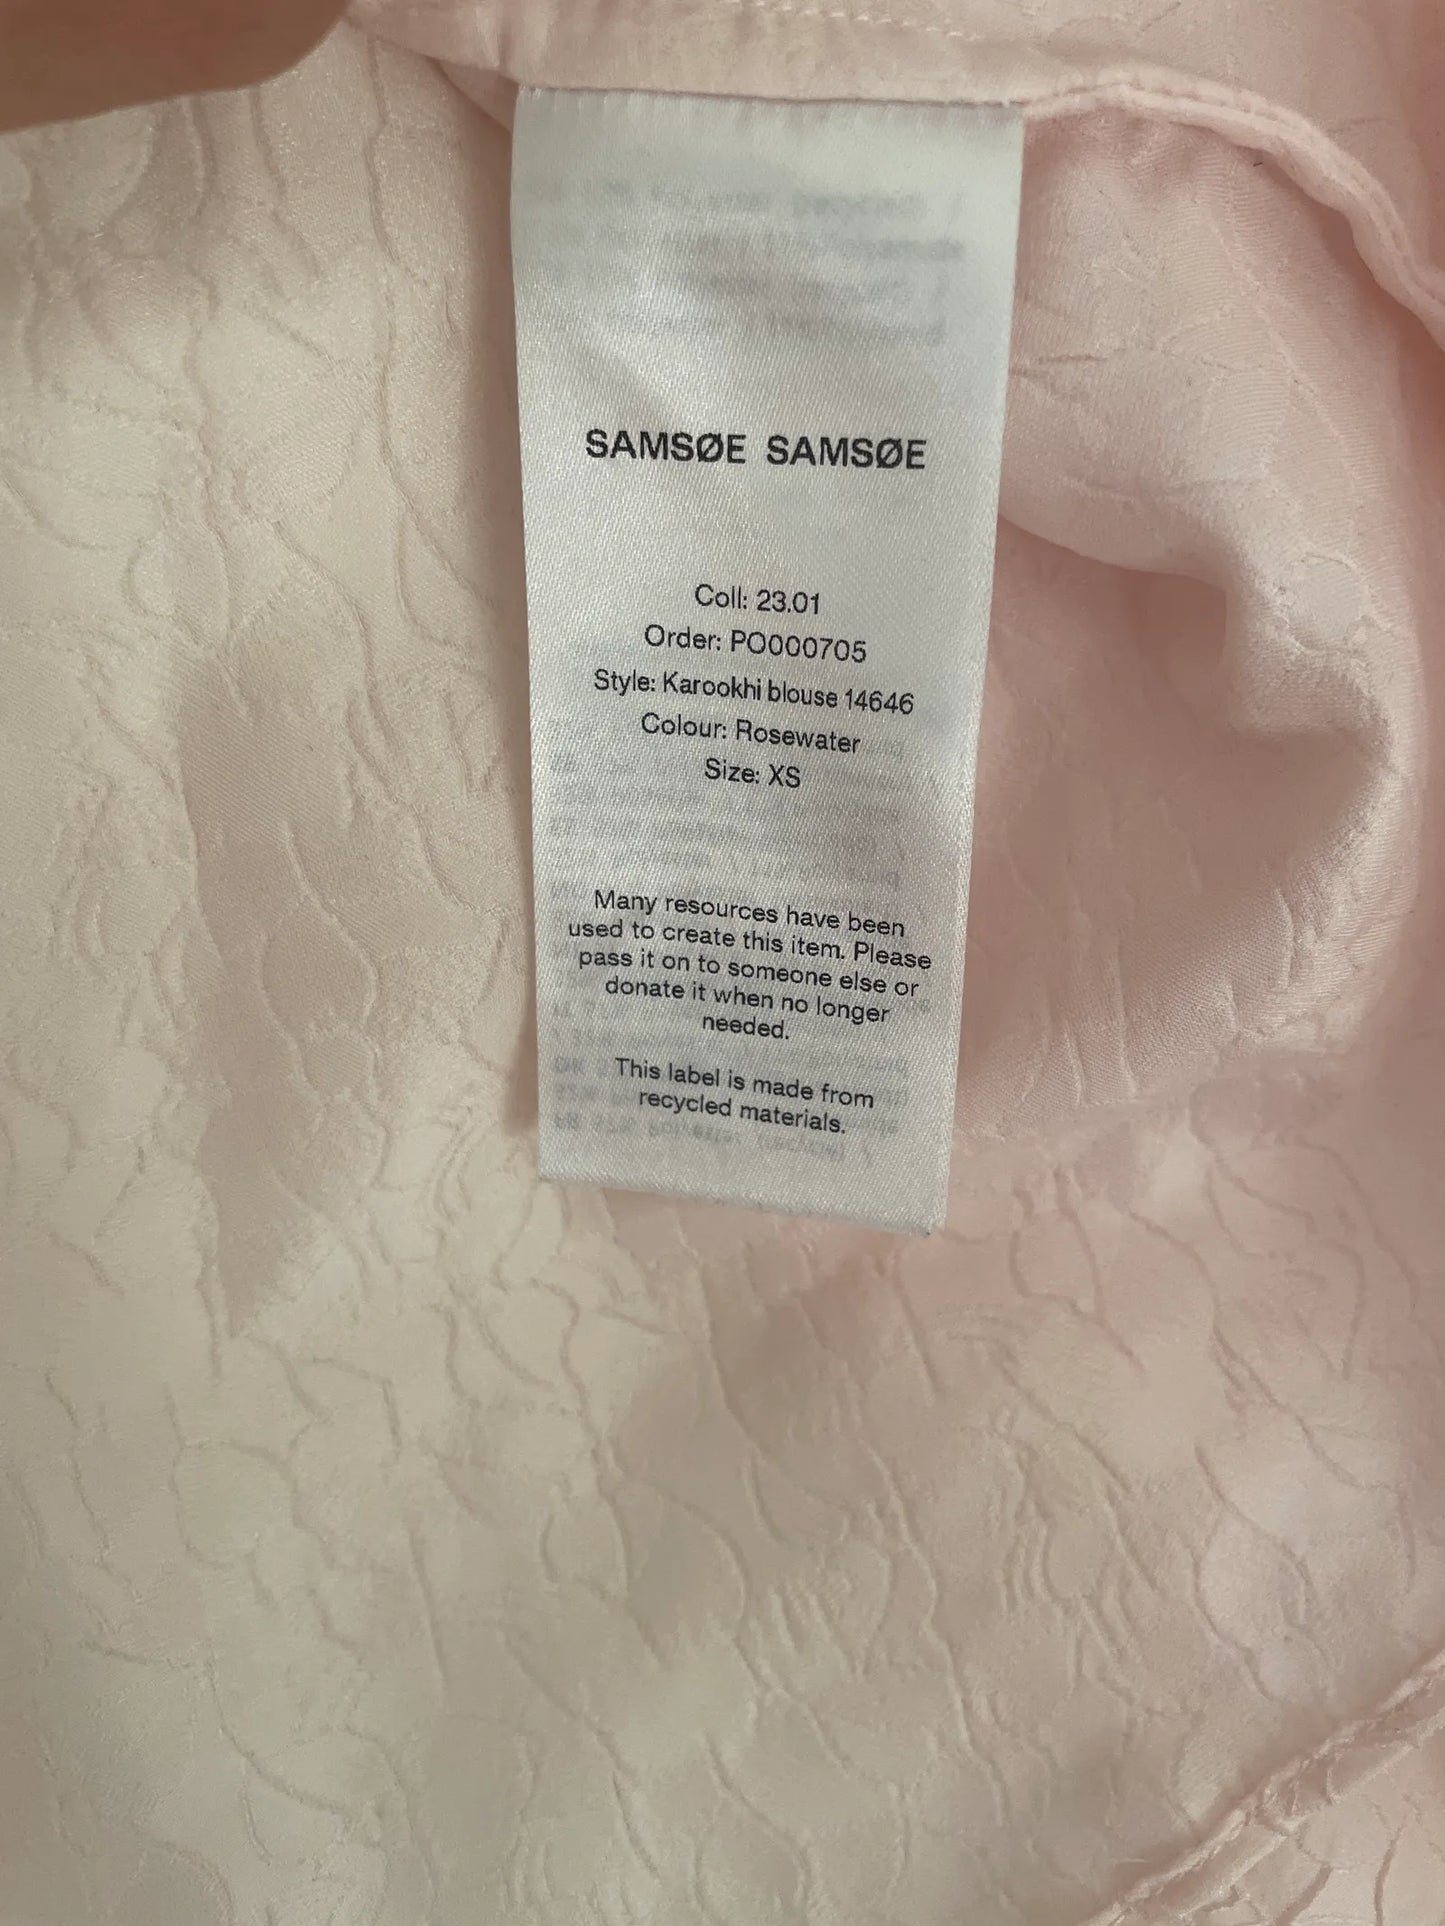 SAMSØE SAMSØE
Coll: 23.01
Order: PO000705
Style: Karookhi blouse 14646
Colour: Rosewater
Size: XS
Many resources have been
used to create this item. Please
pass it on to someone else or
donate it when no longer
needed.
This label is made from
recycled materials.